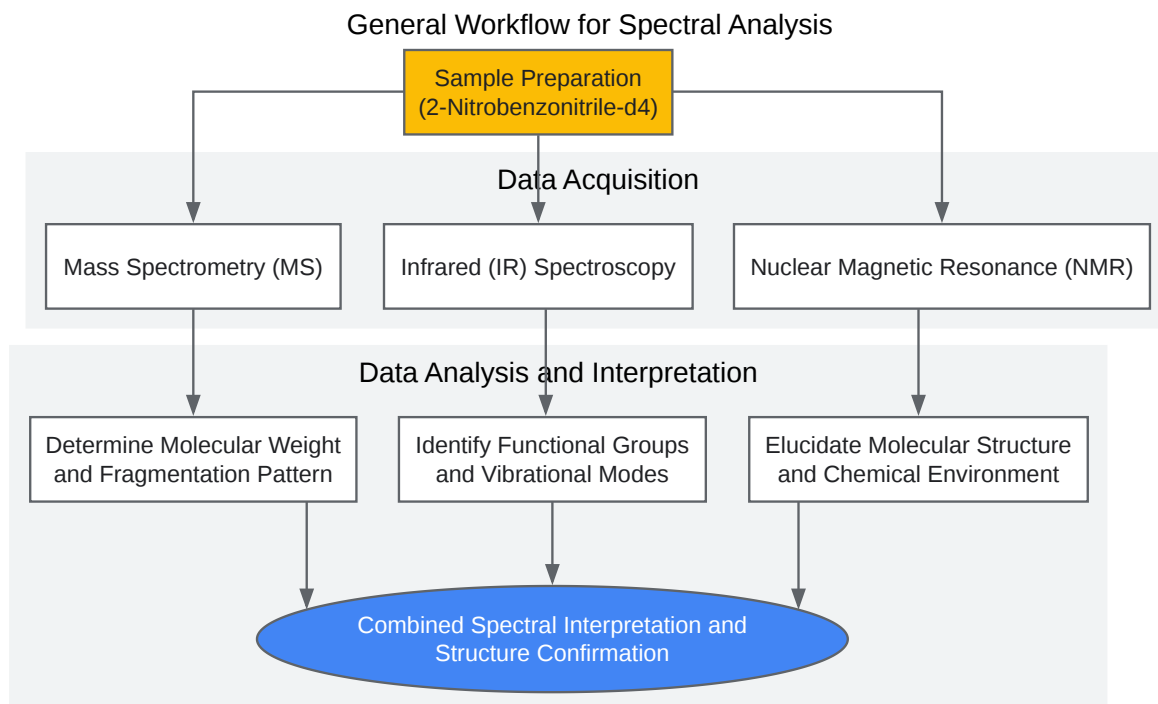 General Workflow for Spectral Analysis
Sample Preparation
(2-Nitrobenzonitrile-d4)
Data Acquisition
Mass Spectrometry (MS)
Infrared (IR) Spectroscopy
Nuclear Magnetic Resonance (NMR)
Data Analysis and Interpretation
Determine Molecular Weight
and Fragmentation Pattern
Identify Functional Groups
and Vibrational Modes
Elucidate Molecular Structure
and Chemical Environment
Combined Spectral Interpretation and
Structure Confirmation